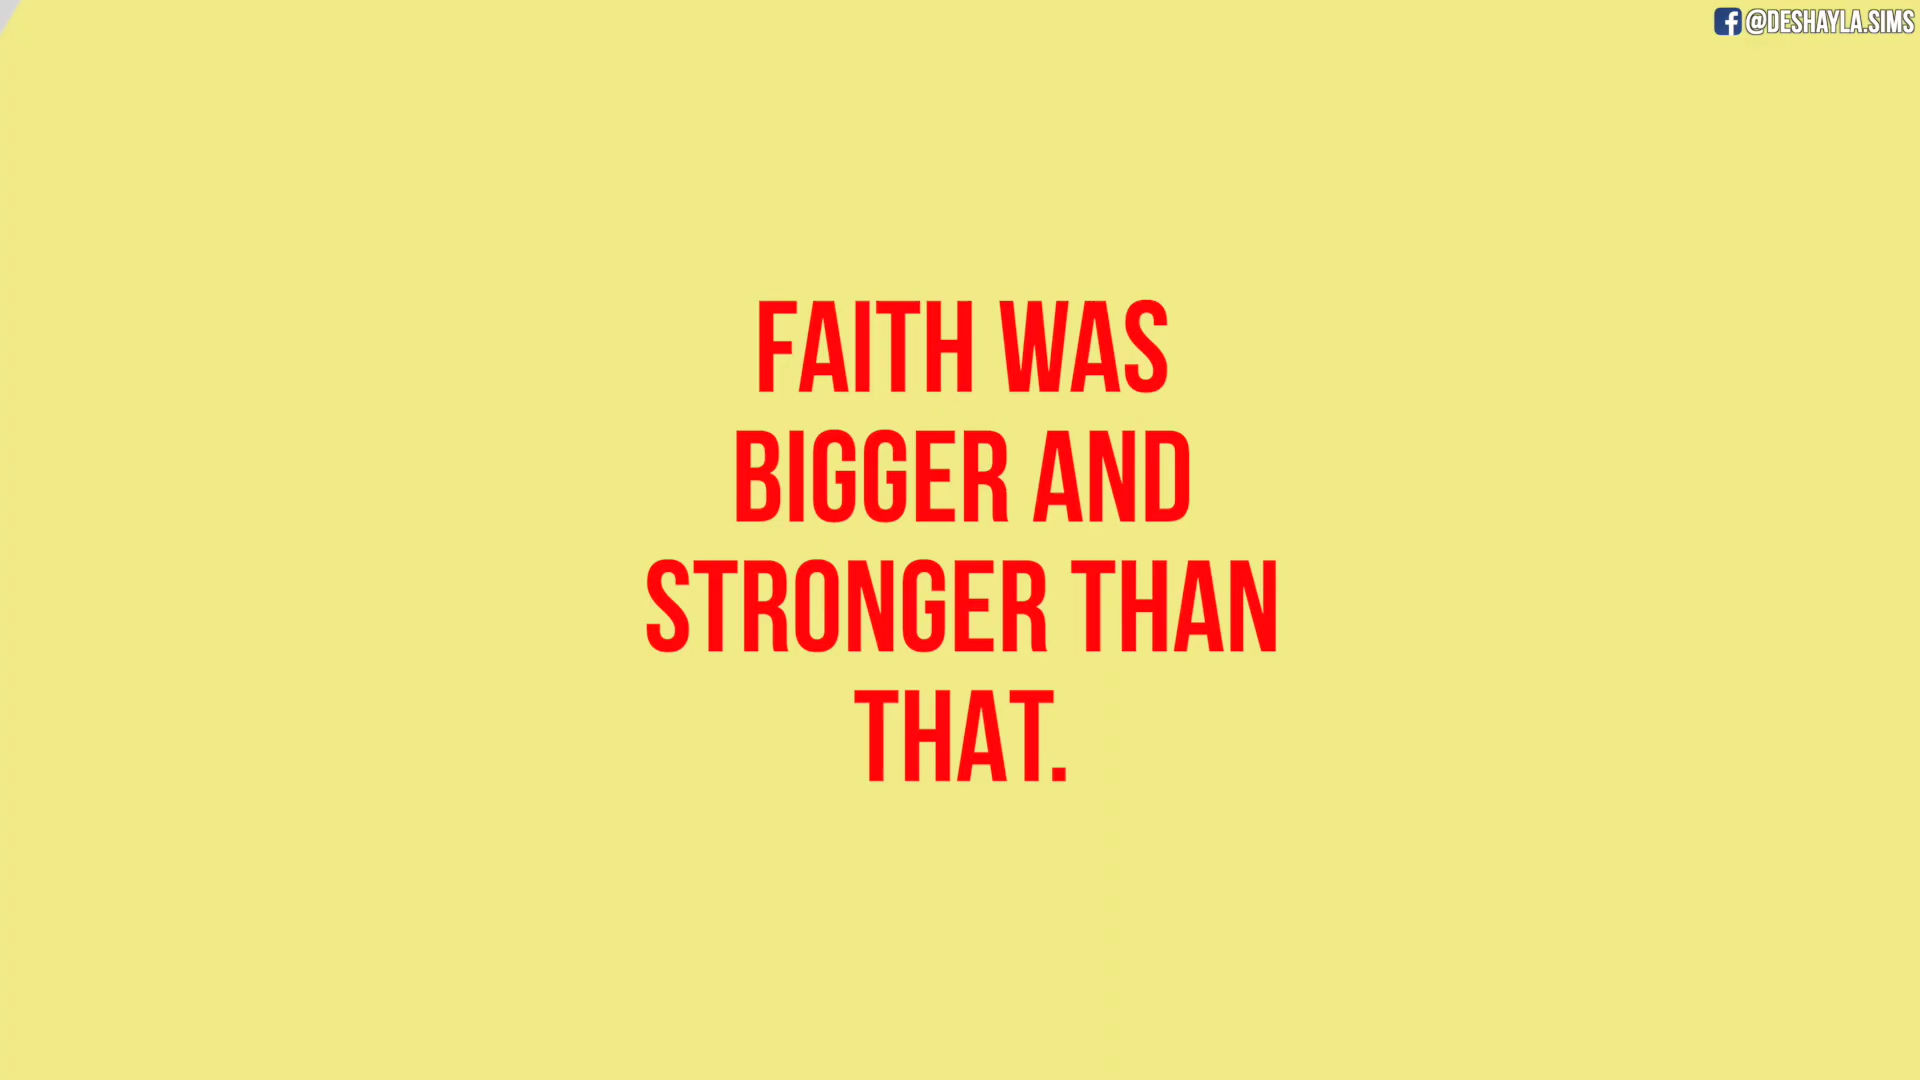 @DESHAYLA.SIMS
FAITH WAS
BIGGER AND
STRONGER THAN
THAT.